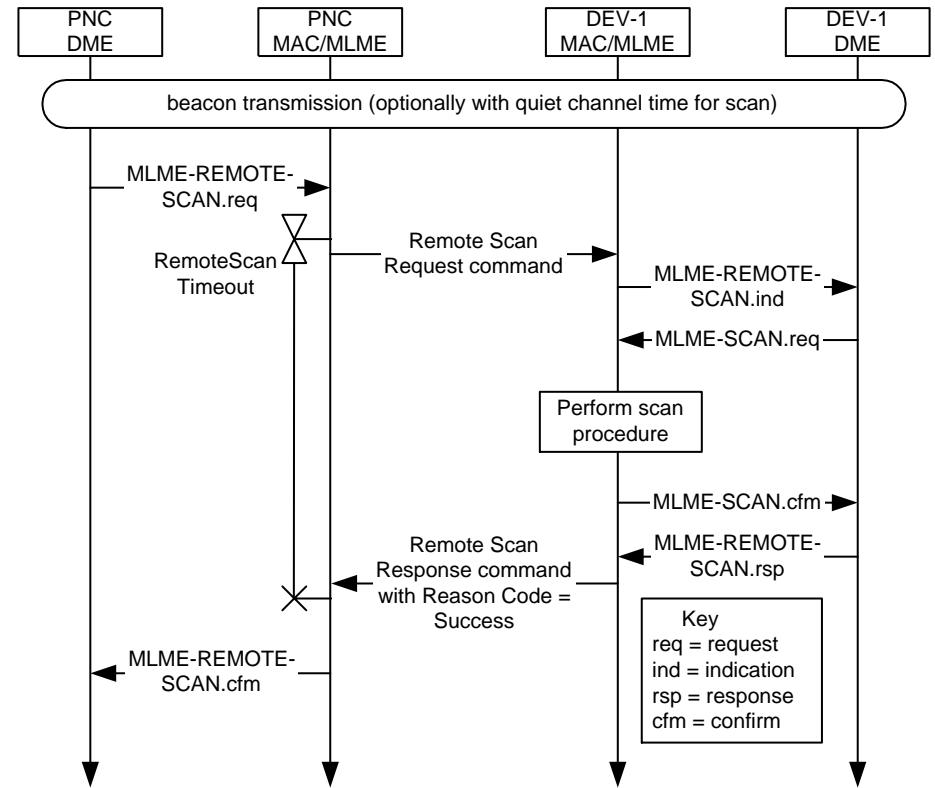 PNC
DME
PNC
MAC/MLME
DEV-1
MAC/MLME
DEV-1
DME
beacon transmission (optionally with quiet channel time for scan)
MLME-REMOTE-
SCAN.req
RemoteScan
Timeout
Remote Scan
Request command
MLME-REMOTE-
SCAN.ind
MLME-SCAN.req
Perform scan
procedure
MLME-SCAN.cfm
MLME-REMOTE-
SCAN.rsp
Remote Scan
Response command
with Reason Code =
Success
MLME-REMOTE-
SCAN.cfm
Key
req = request
ind = indication
rsp = response
cfm = confirm